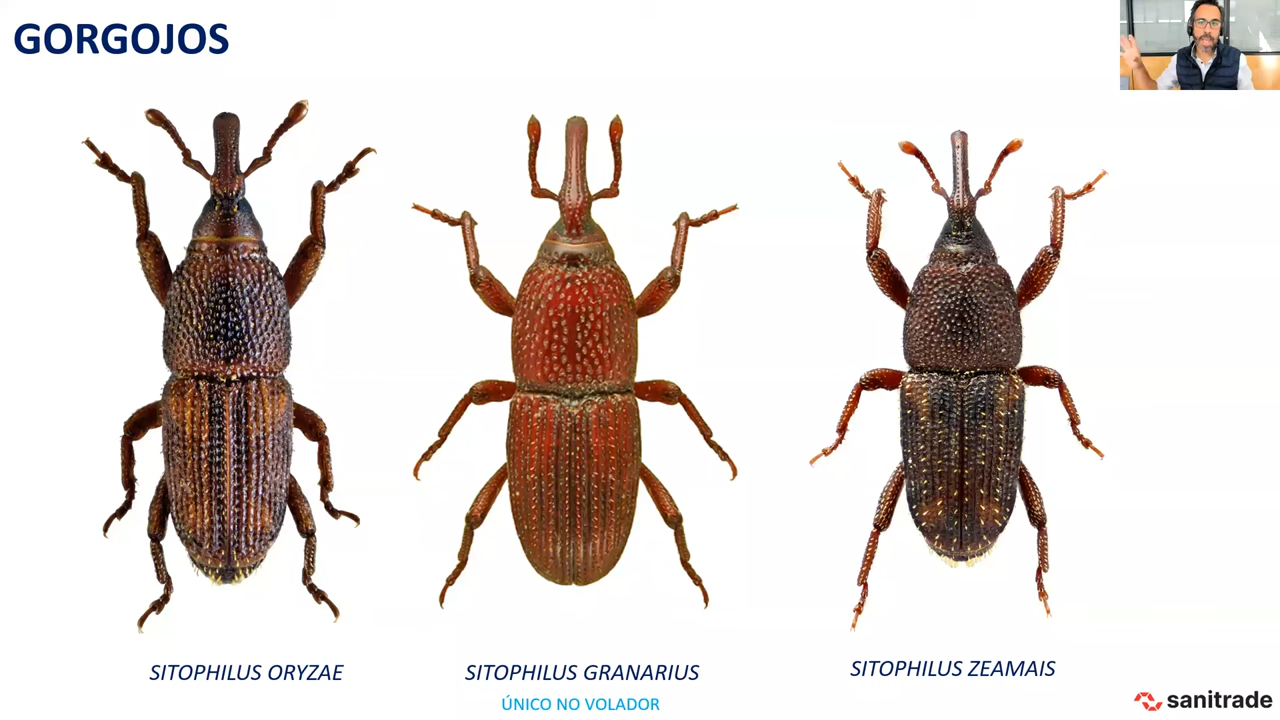 GORGOJOS
SITOPHILUS ORYZAE
SITOPHILUS GRANARIUS
SITOPHILUS ZEAMAIS
ÚNICO NO VOLADOR
sanitrade